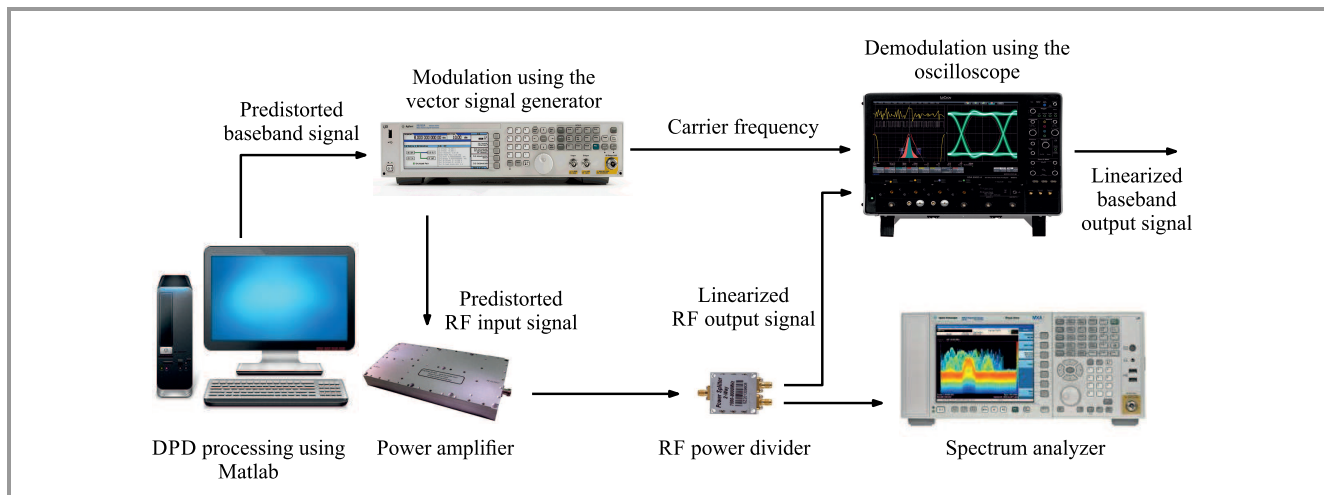 Demodulation using the
oscilloscope
Modulation using the
vector signal generator
Predistorted
baseband signal
Carrier frequency
Linearized
baseband
output signal
Predistorted
RF input signal
Linearized
RF output signal
Power Splitter
DPD processing using
Matlab
Power amplifier
RF power divider
Spectrum analyzer